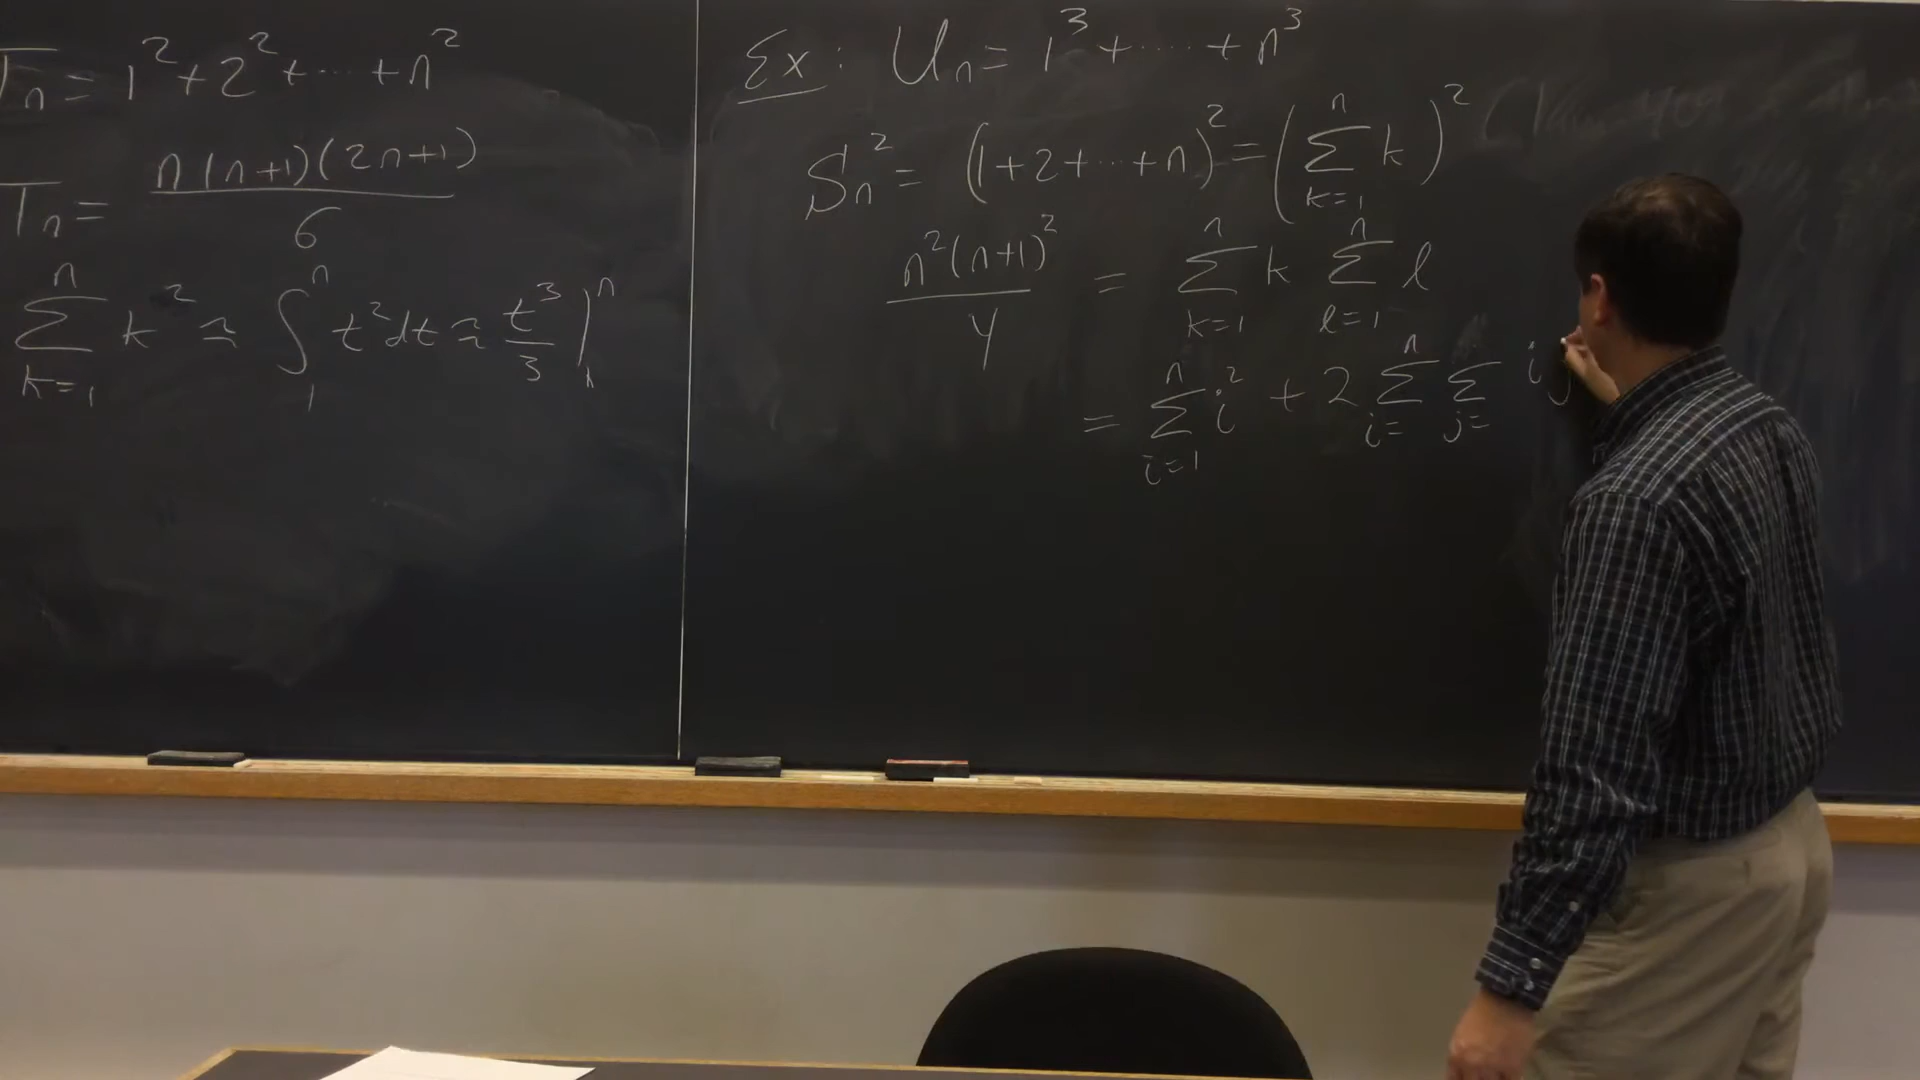 Tn = 1² + 2² + ··· + n²
Tn = n(n+1)(2n+1) / 6
∑_{k=1}^{n} k² ≈ ∫_1^n t² dt ≈ t³/3 |_1^n
Ex: Un = 1³ + ···· + n³
Sn² = (1+2+···+n)² = (∑_{k=1}^{n} k)²
n²(n+1)² / 4 = ∑_{k=1}^{n} k ∑_{l=1}^{n} l
= ∑_{i=1}^{n} i² + 2 ∑_{i=}^{n} ∑_{j=} i j